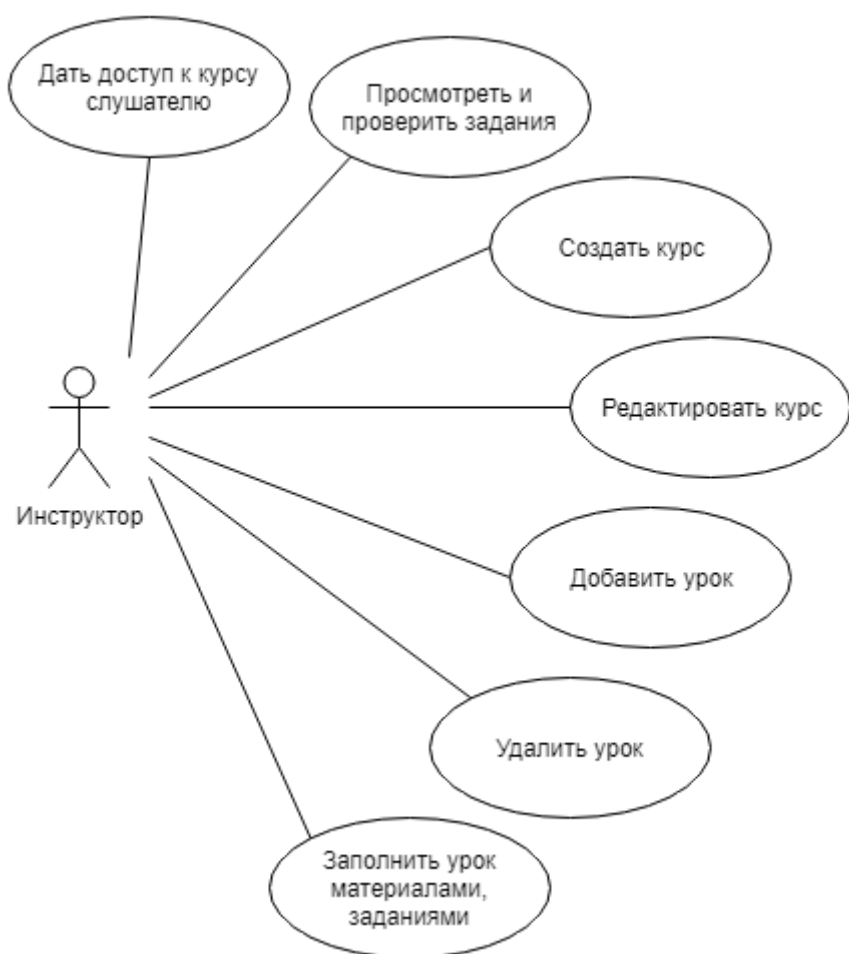 Дать доступ к курсу
слушателю
Просмотреть и
проверить задания
Создать курс
Редактировать курс
Инструктор
Добавить урок
Удалить урок
Заполнить урок
материалами,
заданиями